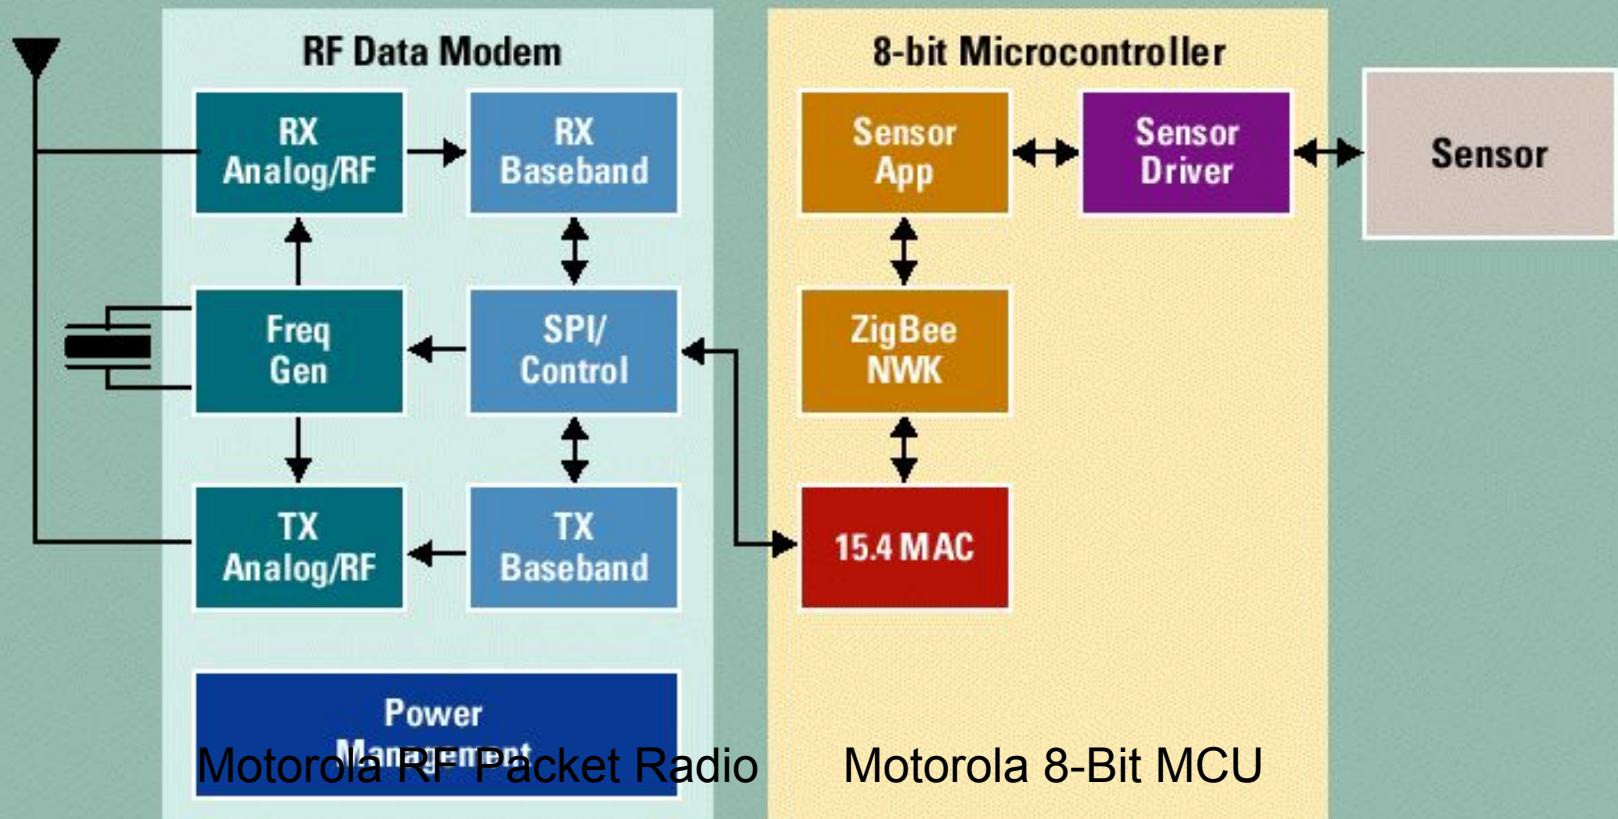 RF Data Modem
RX
Analog/RF
RX
Baseband
Freq
Gen
SPI/
Control
TX
Analog/RF
TX
Baseband
Power
Management
Motorola RF Packet Radio
8-bit Microcontroller
Sensor
App
Sensor
Driver
ZigBee
NWK
15.4 MAC
Motorola 8-Bit MCU
Sensor